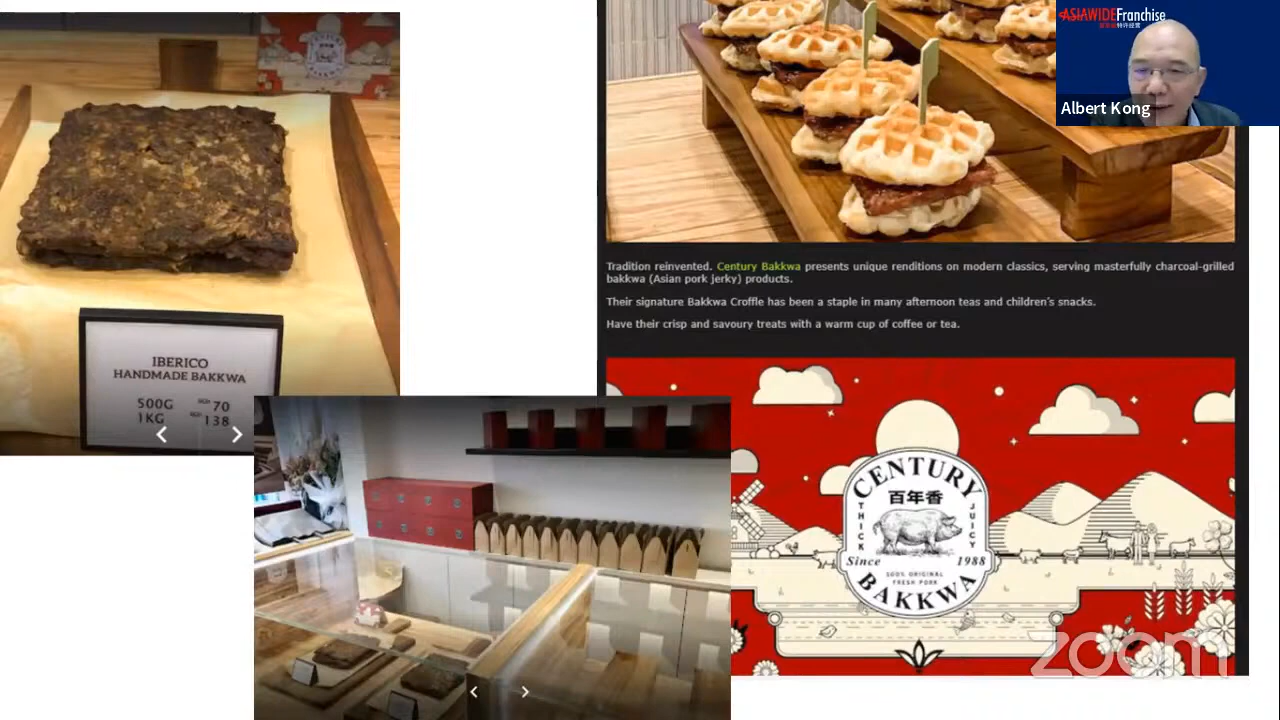 ASIAWIDEFranchise
Albert Kong
IBERICO
HANDMADE BAKKWA
500G SGD 70
1KG SGD 138
Tradition reinvented. Century Bakkwa presents unique renditions on modern classics, serving masterfully charcoal-grilled
bakkwa (Asian pork jerky) products.
Their signature Bakkwa Croffle has been a staple in many afternoon teas and children's snacks.
Have their crisp and savoury treats with a warm cup of coffee or tea.
CENTURY
百年香
THICK
JUICY
Since 1988
100% ORIGINAL
FRESH PORK
BAKKWA
zoom